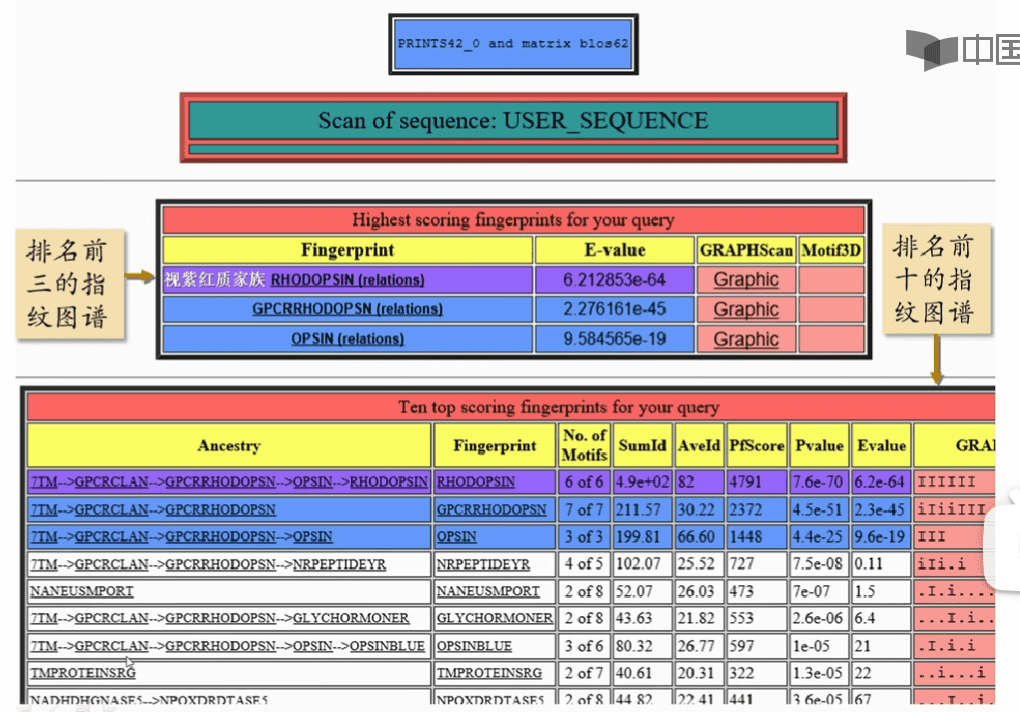 PRINTS42_0 and matrix blos62
中国
Scan of sequence: USER_SEQUENCE
排名前
三的指
纹图谱
Highest scoring fingerprints for your query
Fingerprint E-value GRAPHScan Motif3D
视紫红质家族 RHODOPSIN (relations) 6.212853e-64 Graphic
GPCRRHODOPSN (relations) 2.276161e-45 Graphic
OPSIN (relations) 9.584565e-19 Graphic
排名前
十的指
纹图谱
Ten top scoring fingerprints for your query
Ancestry Fingerprint No. of Motifs SumId AveId PfScore Pvalue Evalue GRA
7TM-->GPCRCLAN-->GPCRRHODOPSN-->OPSIN-->RHODOPSIN RHODOPSIN 6 of 6 4.9e+02 82 4791 7.6e-70 6.2e-64 IIIIII
7TM-->GPCRCLAN-->GPCRRHODOPSN GPCRRHODOPSN 7 of 7 211.57 30.22 2372 4.5e-51 2.3e-45 iIiiIII
7TM-->GPCRCLAN-->GPCRRHODOPSN-->OPSIN OPSIN 3 of 3 199.81 66.60 1448 4.4e-25 9.6e-19 III
7TM-->GPCRCLAN-->GPCRRHODOPSN-->NRPEPTIDEYR NRPEPTIDEYR 4 of 5 102.07 25.52 727 7.5e-08 0.11 iIi.i
NANEUSMPORT NANEUSMPORT 2 of 8 52.07 26.03 473 7e-07 1.5 .I.i....
7TM-->GPCRCLAN-->GPCRRHODOPSN-->GLYCHORMONER GLYCHORMONER 2 of 8 43.63 21.82 553 2.6e-06 6.4 ...I.i..
7TM-->GPCRCLAN-->GPCRRHODOPSN-->OPSIN-->OPSINBLUE OPSINBLUE 3 of 6 80.32 26.77 597 1e-05 21 .I.i.i
TMPROTEINSRG TMPROTEINSRG 2 of 7 40.61 20.31 322 1.3e-05 22 ..i...i
NADHDHGNASE5-->NPOXDRDTASE5 NPOXDRDTASE5 2 of 8 44.82 22.41 441 3.6e-05 67 ...I..i.